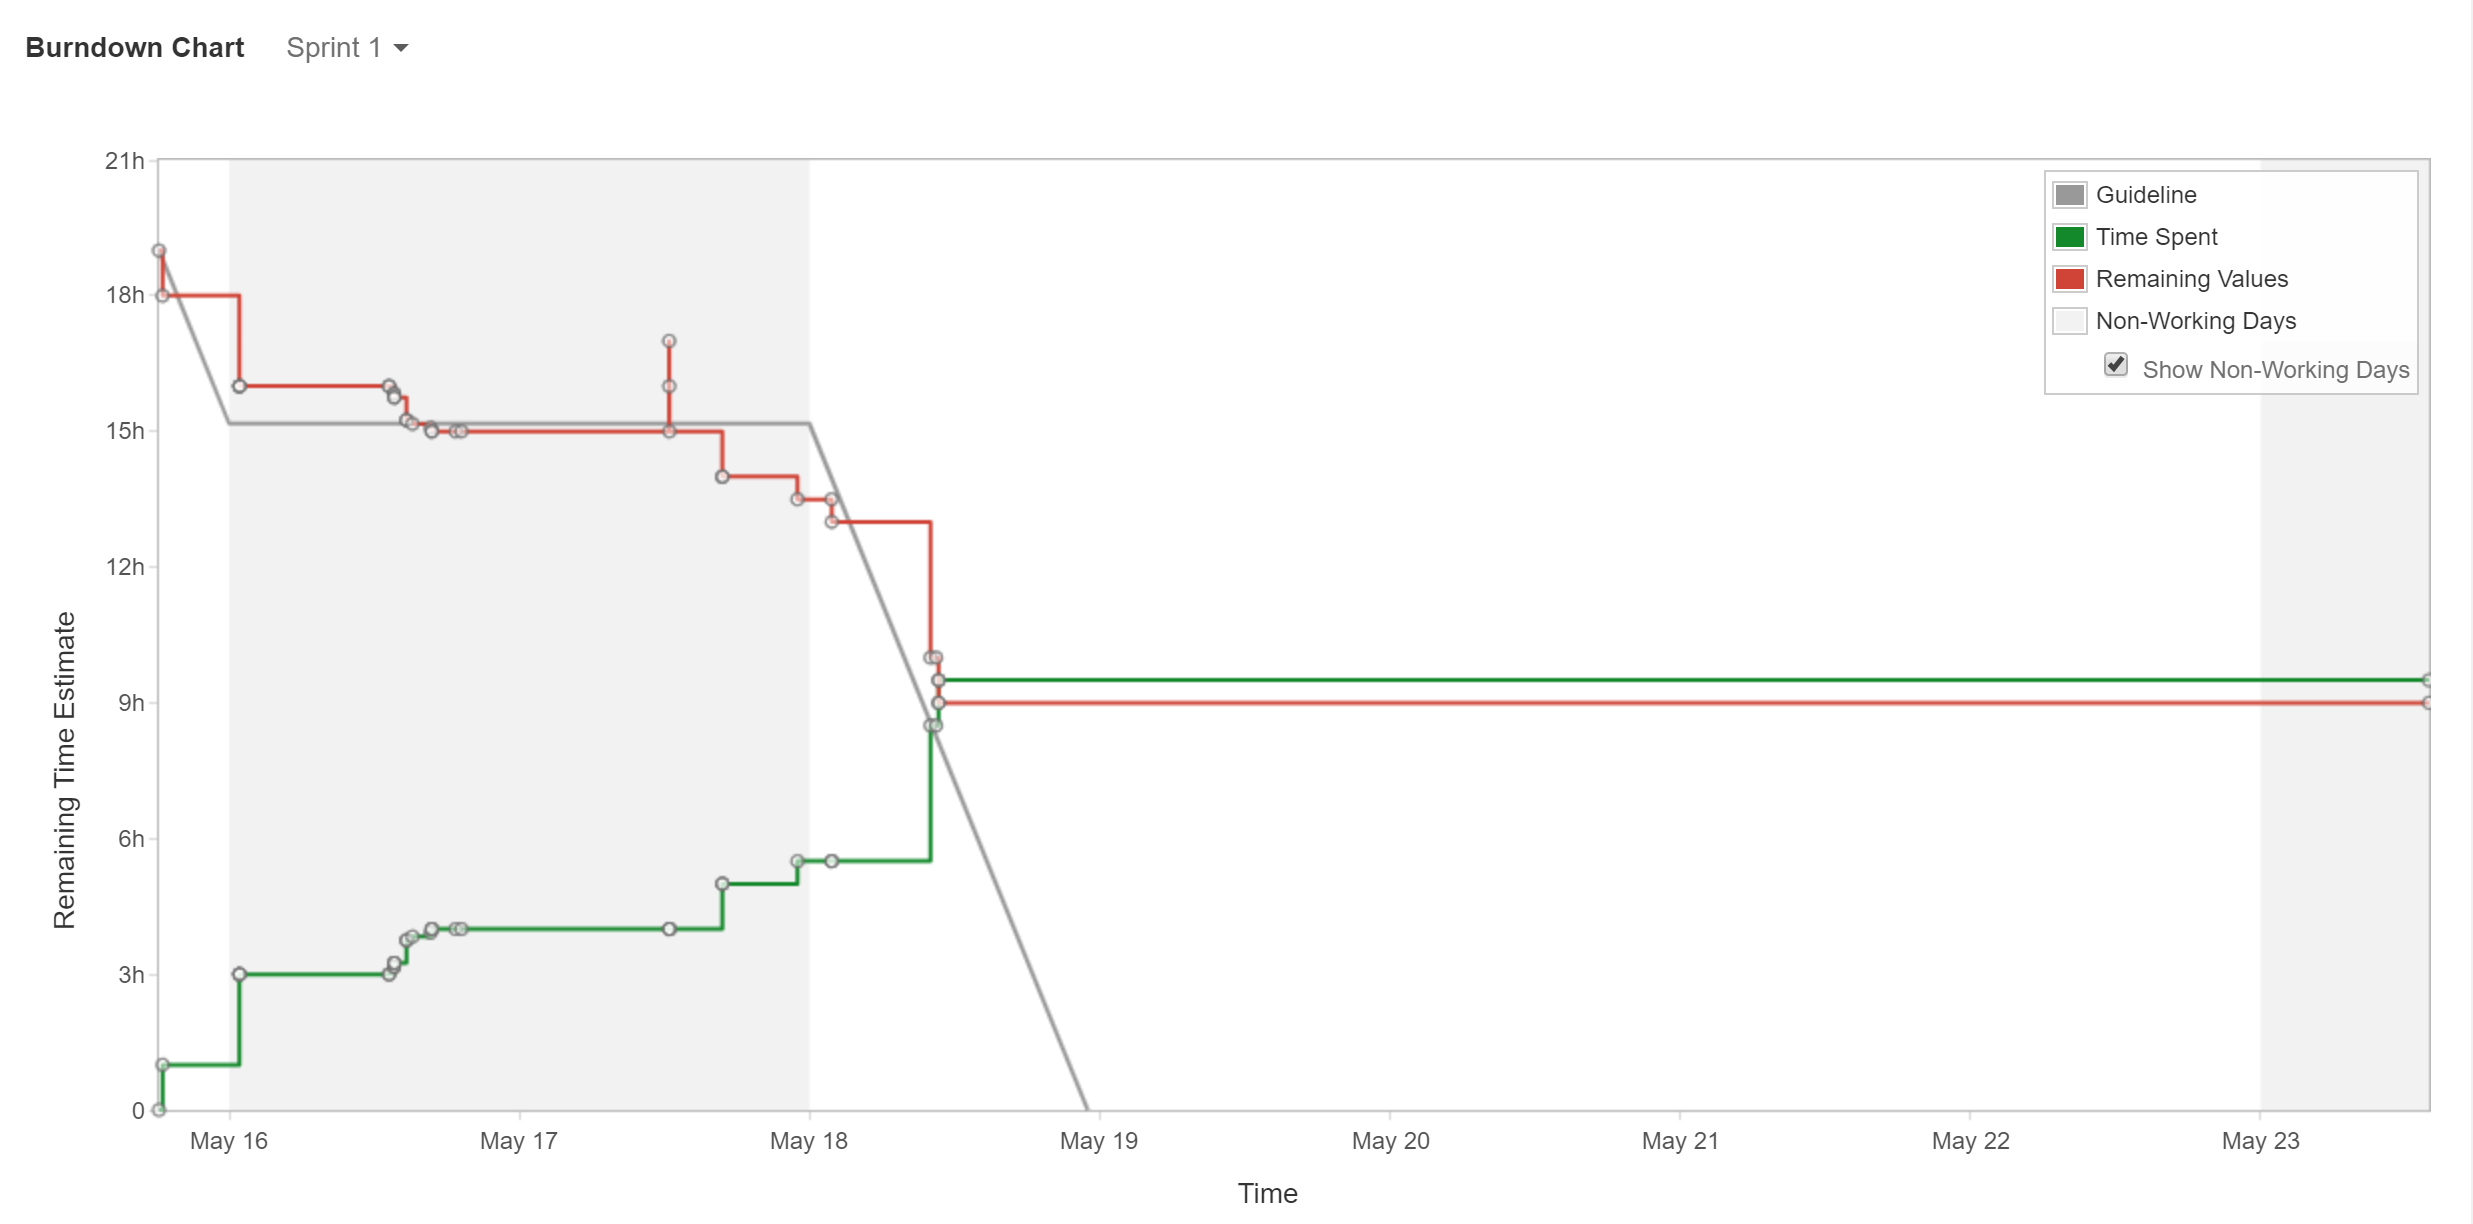 Burndown Chart Sprint 1
21h
18h
15h
12h
9h
6h
3h
0
Remaining Time Estimate
Guideline
Time Spent
Remaining Values
Non-Working Days
Show Non-Working Days
May 16 May 17 May 18 May 19 May 20 May 21 May 22 May 23
Time